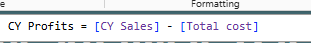 Formatting
CY Profits = [CY Sales] - [Total cost]